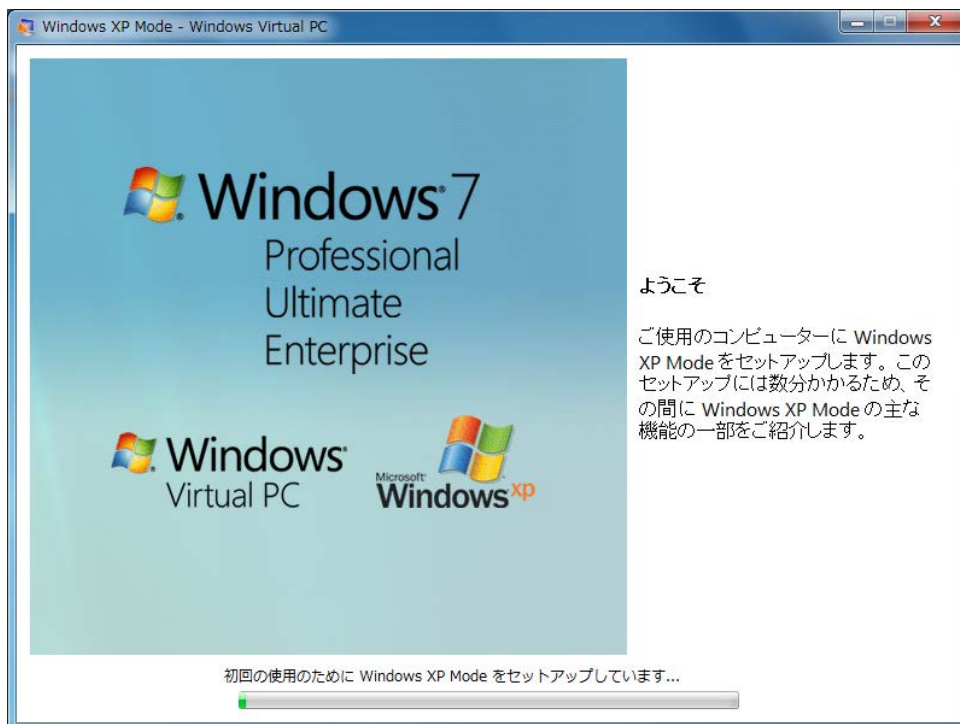 Windows XP Mode - Windows Virtual PC
Windows 7
Professional
Ultimate
Enterprise
Windows
Virtual PC
Microsoft
Windows xp
ようこそ
ご使用のコンピューターに Windows
XP Mode をセットアップします。この
セットアップには数分かかるため、そ
の間に Windows XP Mode の主な
機能の一部をご紹介します。
初回の使用のために Windows XP Mode をセットアップしています...